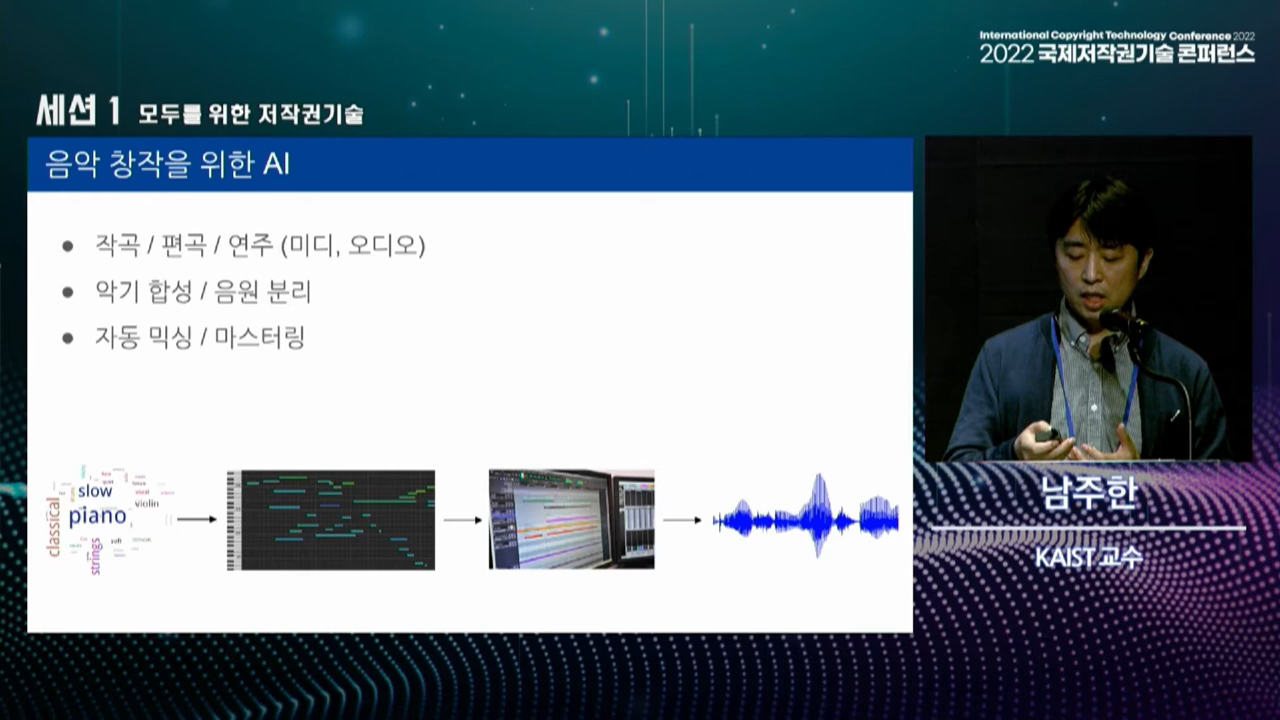 International Copyright Technology Conference 2022
2022 국제저작권기술 콘퍼런스
세션 1 모두를 위한 저작권기술
음악 창작을 위한 AI
● 작곡 / 편곡 / 연주 (미디, 오디오)
● 악기 합성 / 음원 분리
● 자동 믹싱 / 마스터링
slow
violin
piano
classical
strings
soft
남주한
KAIST 교수